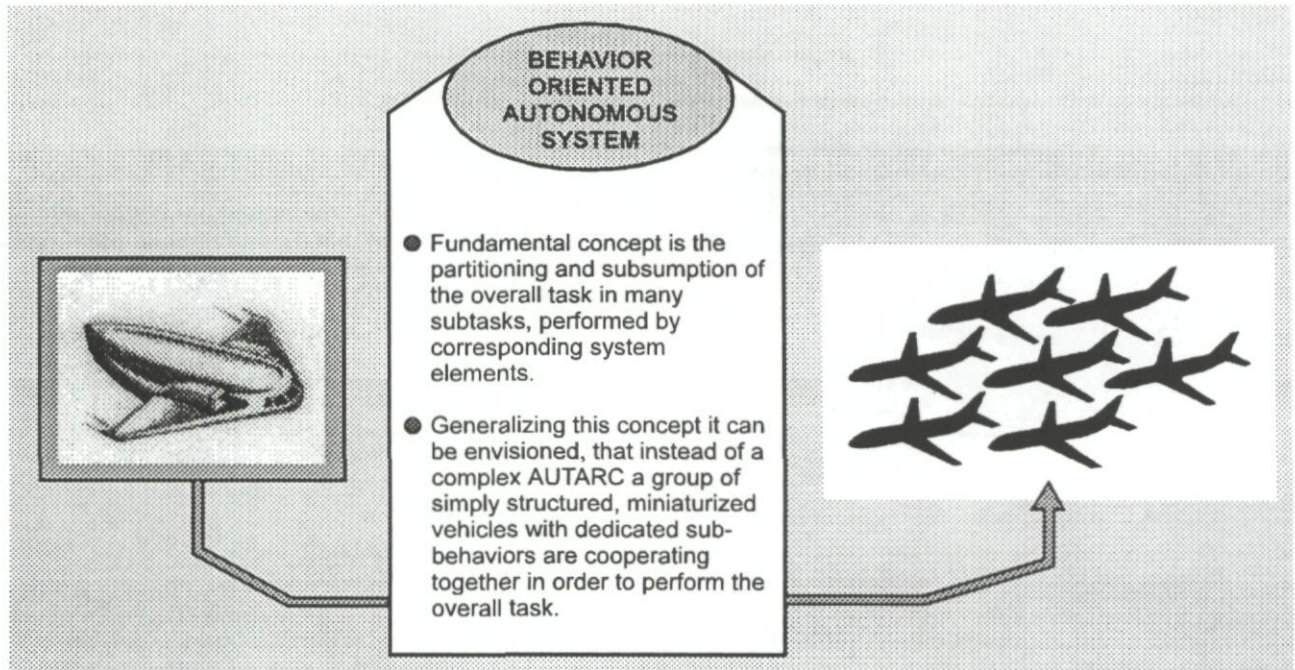 BEHAVIOR
ORIENTED
AUTONOMOUS
SYSTEM
● Fundamental concept is the
partitioning and subsumption of
the overall task in many
subtasks, performed by
corresponding system
elements.
● Generalizing this concept it can
be envisioned, that instead of a
complex AUTARC a group of
simply structured, miniaturized
vehicles with dedicated sub-
behaviors are cooperating
together in order to perform the
overall task.